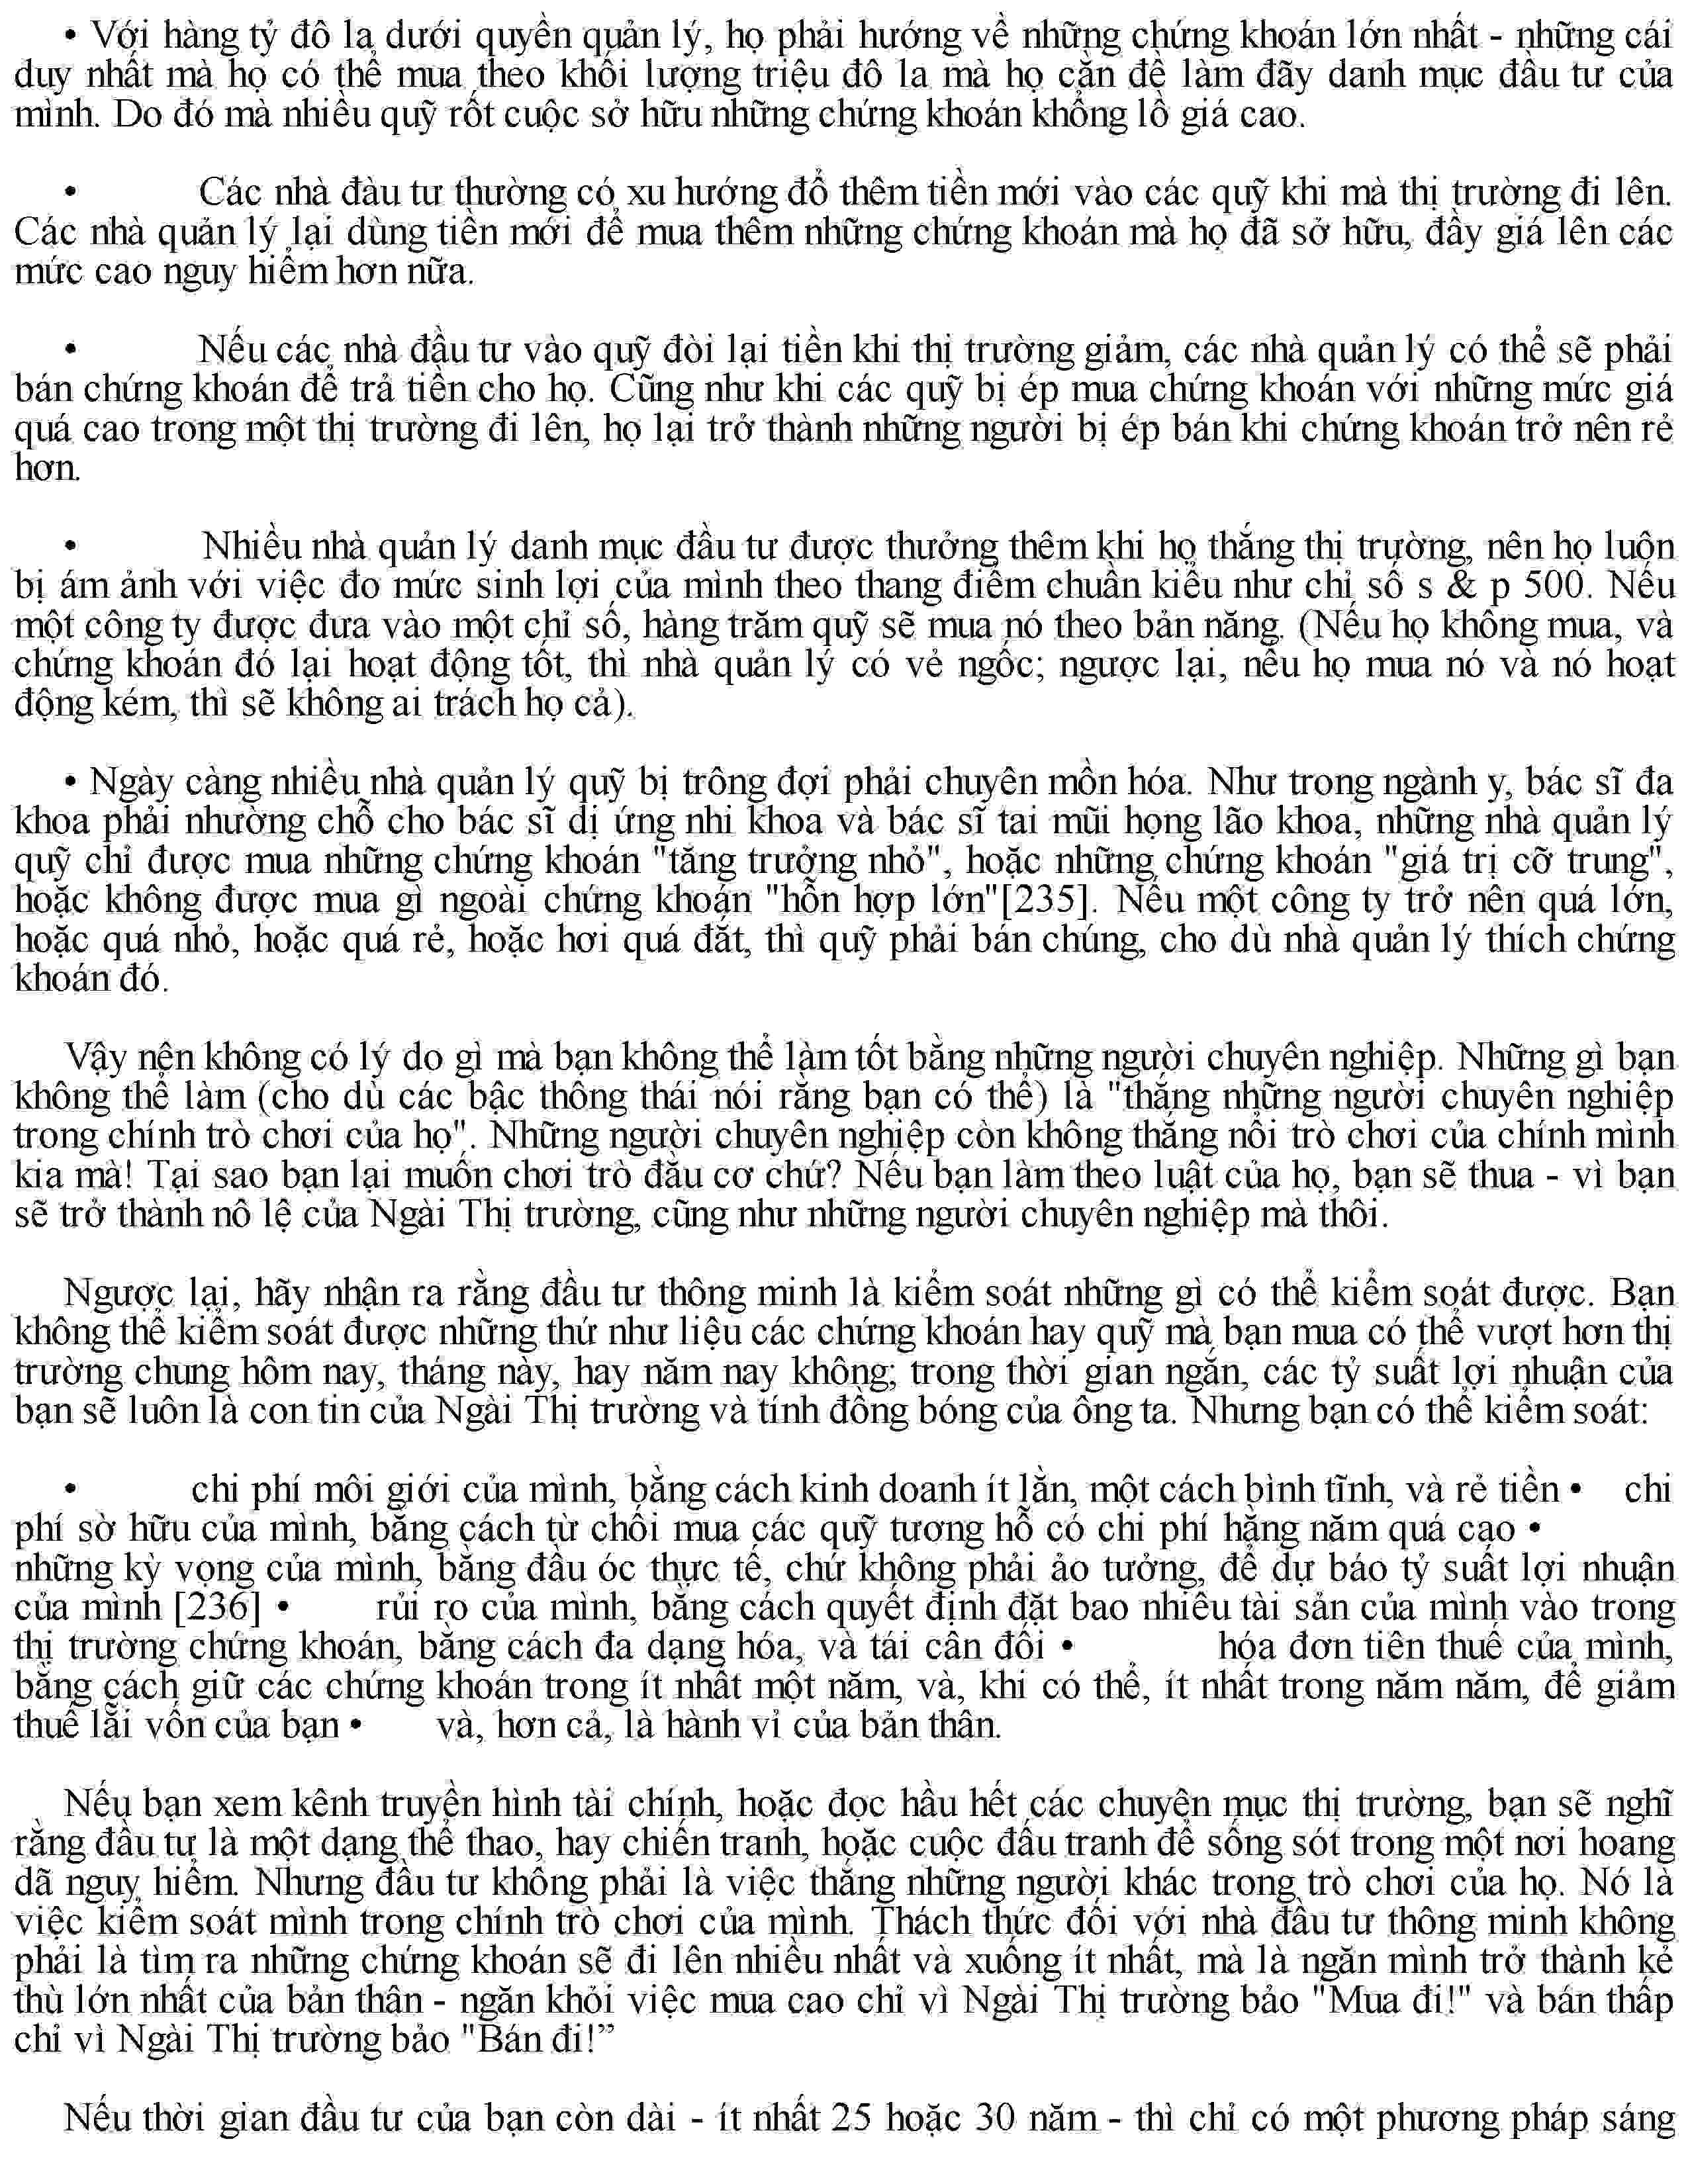 • Với hàng tỷ đô la dưới quyền quản lý, họ phải hướng về những chứng khoán lớn nhất - những cái
duy nhất mà họ có thể mua theo khối lượng triệu đô la mà họ cần để làm đầy danh mục đầu tư của
mình. Do đó mà nhiều quỹ rốt cuộc sở hữu những chứng khoán khổng lồ giá cao.
• Các nhà đàu tư thường có xu hướng đổ thêm tiền mới vào các quỹ khi mà thị trường đi lên.
Các nhà quản lý lại dùng tiền mới để mua thêm những chứng khoán mà họ đã sở hữu, đầy giá lên các
mức cao nguy hiểm hơn nữa.
• Nếu các nhà đầu tư vào quỹ đòi lại tiền khi thị trường giảm, các nhà quản lý có thể sẽ phải
bán chứng khoán để trả tiền cho họ. Cũng như khi các quỹ bị ép mua chứng khoán với những mức giá
quá cao trong một thị trường đi lên, họ lại trở thành những người bị ép bán khi chứng khoán trở nên rẻ
hơn.
• Nhiều nhà quản lý danh mục đầu tư được thưởng thêm khi họ thắng thị trường, nên họ luôn
bị ám ảnh với việc đo mức sinh lợi của mình theo thang điểm chuẩn kiểu như chỉ số s & p 500. Nếu
một công ty được đưa vào một chỉ số, hàng trăm quỹ sẽ mua nó theo bản năng. (Nếu họ không mua, và
chứng khoán đó lại hoạt động tốt, thì nhà quản lý có vẻ ngốc; ngược lại, nếu họ mua nó và nó hoạt
động kém, thì sẽ không ai trách họ cả).
• Ngày càng nhiều nhà quản lý quỹ bị trông đợi phải chuyên mồn hóa. Như trong ngành y, bác sĩ đa
khoa phải nhường chỗ cho bác sĩ dị ứng nhi khoa và bác sĩ tai mũi họng lão khoa, những nhà quản lý
quỹ chỉ được mua những chứng khoán "tăng trưởng nhỏ", hoặc những chứng khoán "giá trị cỡ trung",
hoặc không được mua gì ngoài chứng khoán "hỗn hợp lớn"[235]. Nếu một công ty trở nên quá lớn,
hoặc quá nhỏ, hoặc quá rẻ, hoặc hơi quá đắt, thì quỹ phải bán chúng, cho dù nhà quản lý thích chứng
khoán đó.
Vậy nên không có lý do gì mà bạn không thể làm tốt bằng những người chuyên nghiệp. Những gì bạn
không thể làm (cho dù các bậc thông thái nói rằng bạn có thể) là "thắng những người chuyên nghiệp
trong chính trò chơi của họ". Những người chuyên nghiệp còn không thắng nổi trò chơi của chính mình
kia mà! Tại sao bạn lại muốn chơi trò đầu cơ chứ? Nếu bạn làm theo luật của họ, bạn sẽ thua - vì bạn
sẽ trở thành nô lệ của Ngài Thị trường, cũng như những người chuyên nghiệp mà thôi.
Ngược lại, hãy nhận ra rằng đầu tư thông minh là kiểm soát những gì có thể kiểm soát được. Bạn
không thể kiểm soát được những thứ như liệu các chứng khoán hay quỹ mà bạn mua có thể vượt hơn thị
trường chung hôm nay, tháng này, hay năm nay không; trong thời gian ngắn, các tỷ suất lợi nhuận của
bạn sẽ luôn là con tin của Ngài Thị trường và tính đồng bóng của ông ta. Nhưng bạn có thể kiểm soát:
• chi phí môi giới của mình, bằng cách kinh doanh ít lần, một cách bình tĩnh, và rẻ tiền • chi
phí sờ hữu của mình, bằng cách từ chối mua các quỹ tương hỗ có chi phí hằng năm quá cao •
những kỳ vọng của mình, bằng đầu óc thực tế, chứ không phải ảo tưởng, để dự báo tỷ suất lợi nhuận
của mình [236] • rủi ro của mình, bằng cách quyết định đặt bao nhiêu tài sản của mình vào trong
thị trường chứng khoán, bằng cách đa dạng hóa, và tái cân đối • hóa đơn tiên thuế của mình,
bằng cách giữ các chứng khoán trong ít nhất một năm, và, khi có thể, ít nhất trong năm năm, để giảm
thuế lãi vốn của bạn • và, hơn cả, là hành vi của bản thân.
Nếu bạn xem kênh truyền hình tài chính, hoặc đọc hầu hết các chuyên mục thị trường, bạn sẽ nghĩ
rằng đầu tư là một dạng thể thao, hay chiến tranh, hoặc cuộc đấu tranh để sống sót trong một nơi hoang
dã nguy hiểm. Nhưng đầu tư không phải là việc thắng những người khác trong trò chơi của họ. Nó là
việc kiểm soát mình trong chính trò chơi của mình. Thách thức đối với nhà đầu tư thông minh không
phải là tìm ra những chứng khoán sẽ đi lên nhiều nhất và xuống ít nhất, mà là ngăn mình trở thành kẻ
thù lớn nhất của bản thân - ngăn khỏi việc mua cao chỉ vì Ngài Thị trường bảo "Mua đi!" và bán thấp
chỉ vì Ngài Thị trường bảo "Bán đi!”
Nếu thời gian đầu tư của bạn còn dài - ít nhất 25 hoặc 30 năm - thì chỉ có một phương pháp sáng